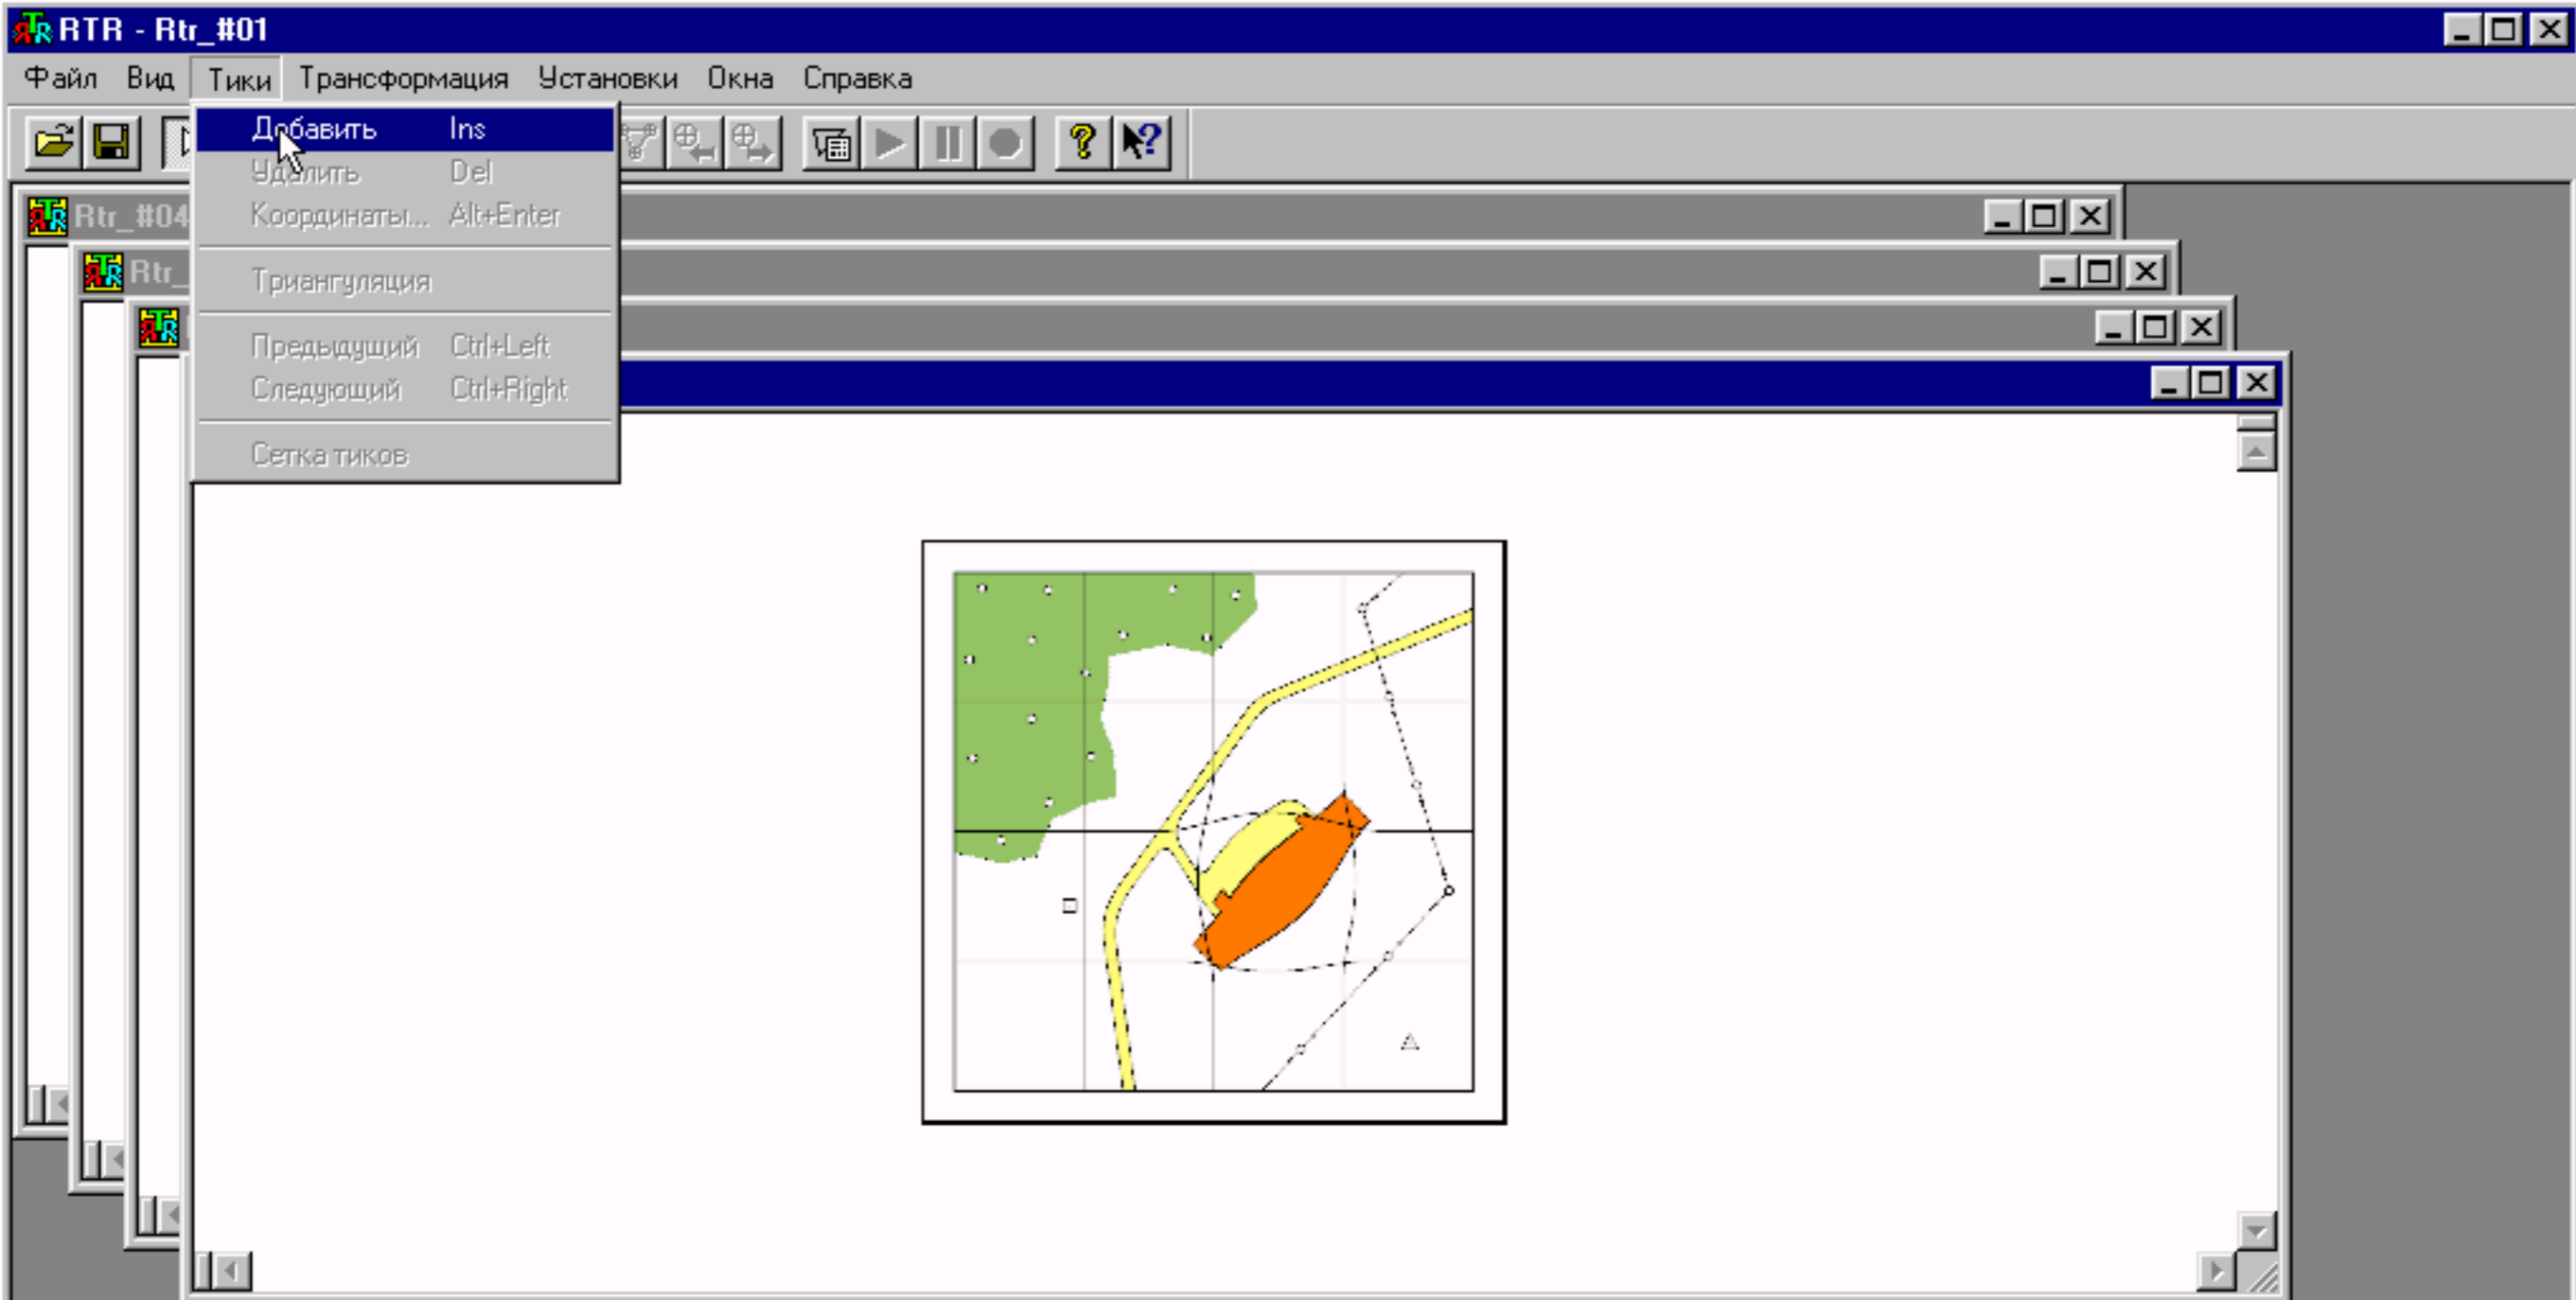 RTR - Rtr_#01
Файл Вид Тики Трансформация Установки Окна Справка
Добавить Ins
Удалить Del
Координаты... Alt+Enter
Триангуляция
Предыдущий Ctrl+Left
Следующий Ctrl+Right
Сетка тиков
Rtr_#04
Rtr_